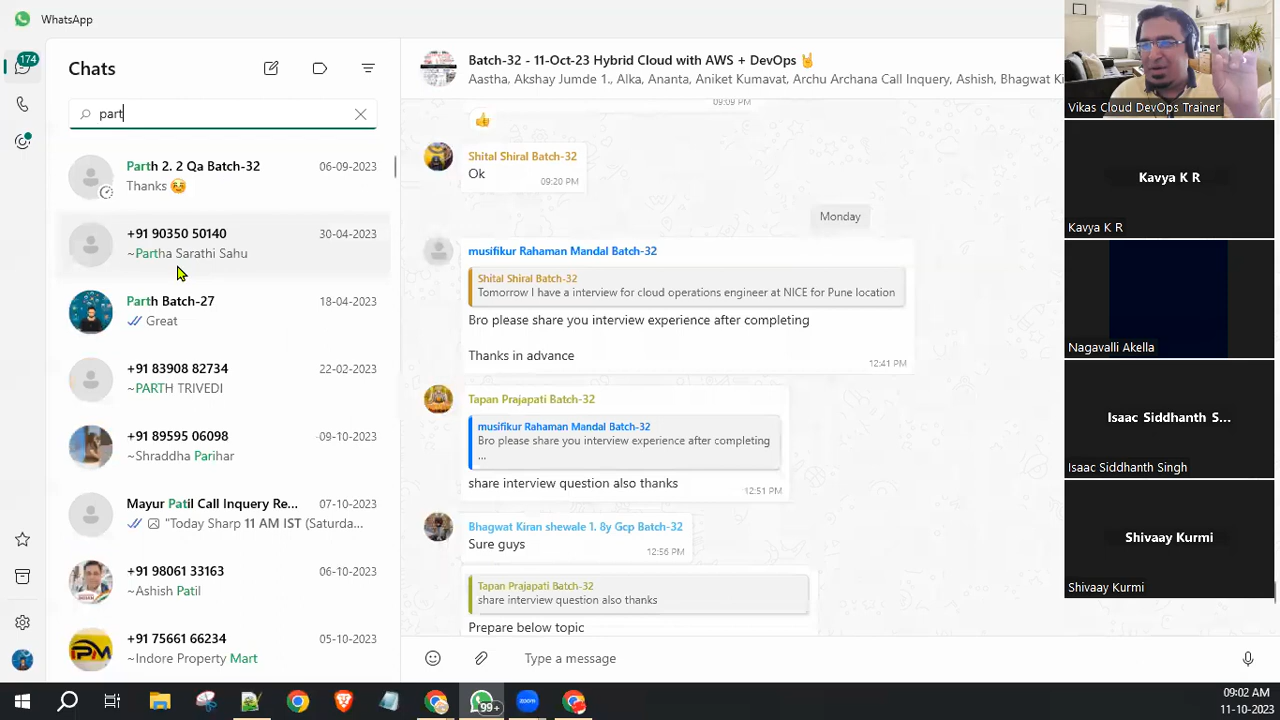 WhatsApp
174
Chats
part
Parth 2. 2 Qa Batch-32
06-09-2023
Thanks ☺️
+91 90350 50140
30-04-2023
~Partha Sarathi Sahu
Parth Batch-27
18-04-2023
Great
+91 83908 82734
22-02-2023
~PARTH TRIVEDI
+91 89595 06098
-09-10-2023
~Shraddha Parihar
Mayur Patil Call Inquery Re...
07-10-2023
"Today Sharp 11 AM IST (Saturda...
+91 98061 33163
06-10-2023
~Ashish Patil
+91 75661 66234
05-10-2023
~Indore Property Mart
Batch-32 - 11-Oct-23 Hybrid Cloud with AWS + DevOps 🤘
Aastha, Akshay Jumde 1., Alka, Ananta, Aniket Kumavat, Archu Archana Call Inquery, Ashish, Bhagwat Ki
09:09 PM
👍
Shital Shiral Batch-32
Ok
09:20 PM
Monday
musifikur Rahaman Mandal Batch-32
Shital Shiral Batch-32
Tomorrow I have a interview for cloud operations engineer at NICE for Pune location
Bro please share you interview experience after completing
Thanks in advance
12:41 PM
Tapan Prajapati Batch-32
musifikur Rahaman Mandal Batch-32
Bro please share you interview experience after completing
...
share interview question also thanks
12:51 PM
Bhagwat Kiran shewale 1. 8y Gcp Batch-32
Sure guys
12:56 PM
Tapan Prajapati Batch-32
share interview question also thanks
Prepare below topic
Type a message
Vikas Cloud DevOps Trainer
Kavya K R
Kavya K R
Nagavalli Akella
Isaac Siddhanth S...
Isaac Siddhanth Singh
Shivaay Kurmi
Shivaay Kurmi
99+
zoom
09:02 AM
11-10-2023